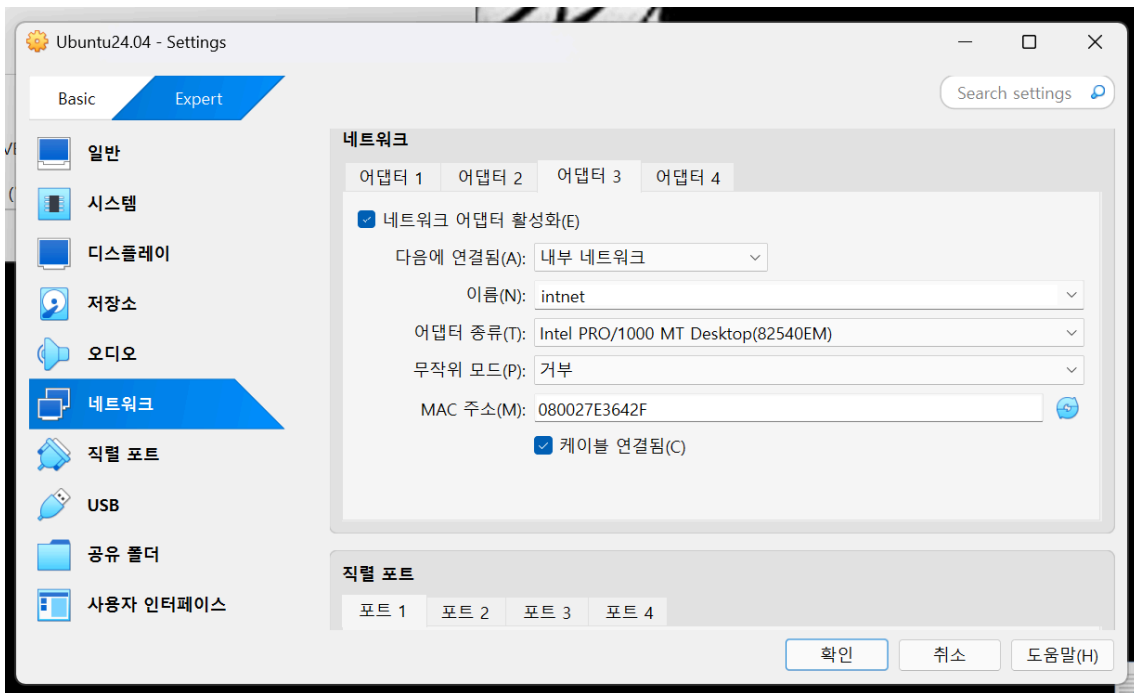 Ubuntu24.04 - Settings
Basic
Expert
Search settings
일반
시스템
디스플레이
저장소
오디오
네트워크
직렬 포트
USB
공유 폴더
사용자 인터페이스
네트워크
어댑터 1 어댑터 2 어댑터 3 어댑터 4
네트워크 어댑터 활성화(E)
다음에 연결됨(A): 내부 네트워크
이름(N): intnet
어댑터 종류(T): Intel PRO/1000 MT Desktop(82540EM)
무작위 모드(P): 거부
MAC 주소(M): 080027E3642F
케이블 연결됨(C)
직렬 포트
포트 1 포트 2 포트 3 포트 4
확인 취소 도움말(H)